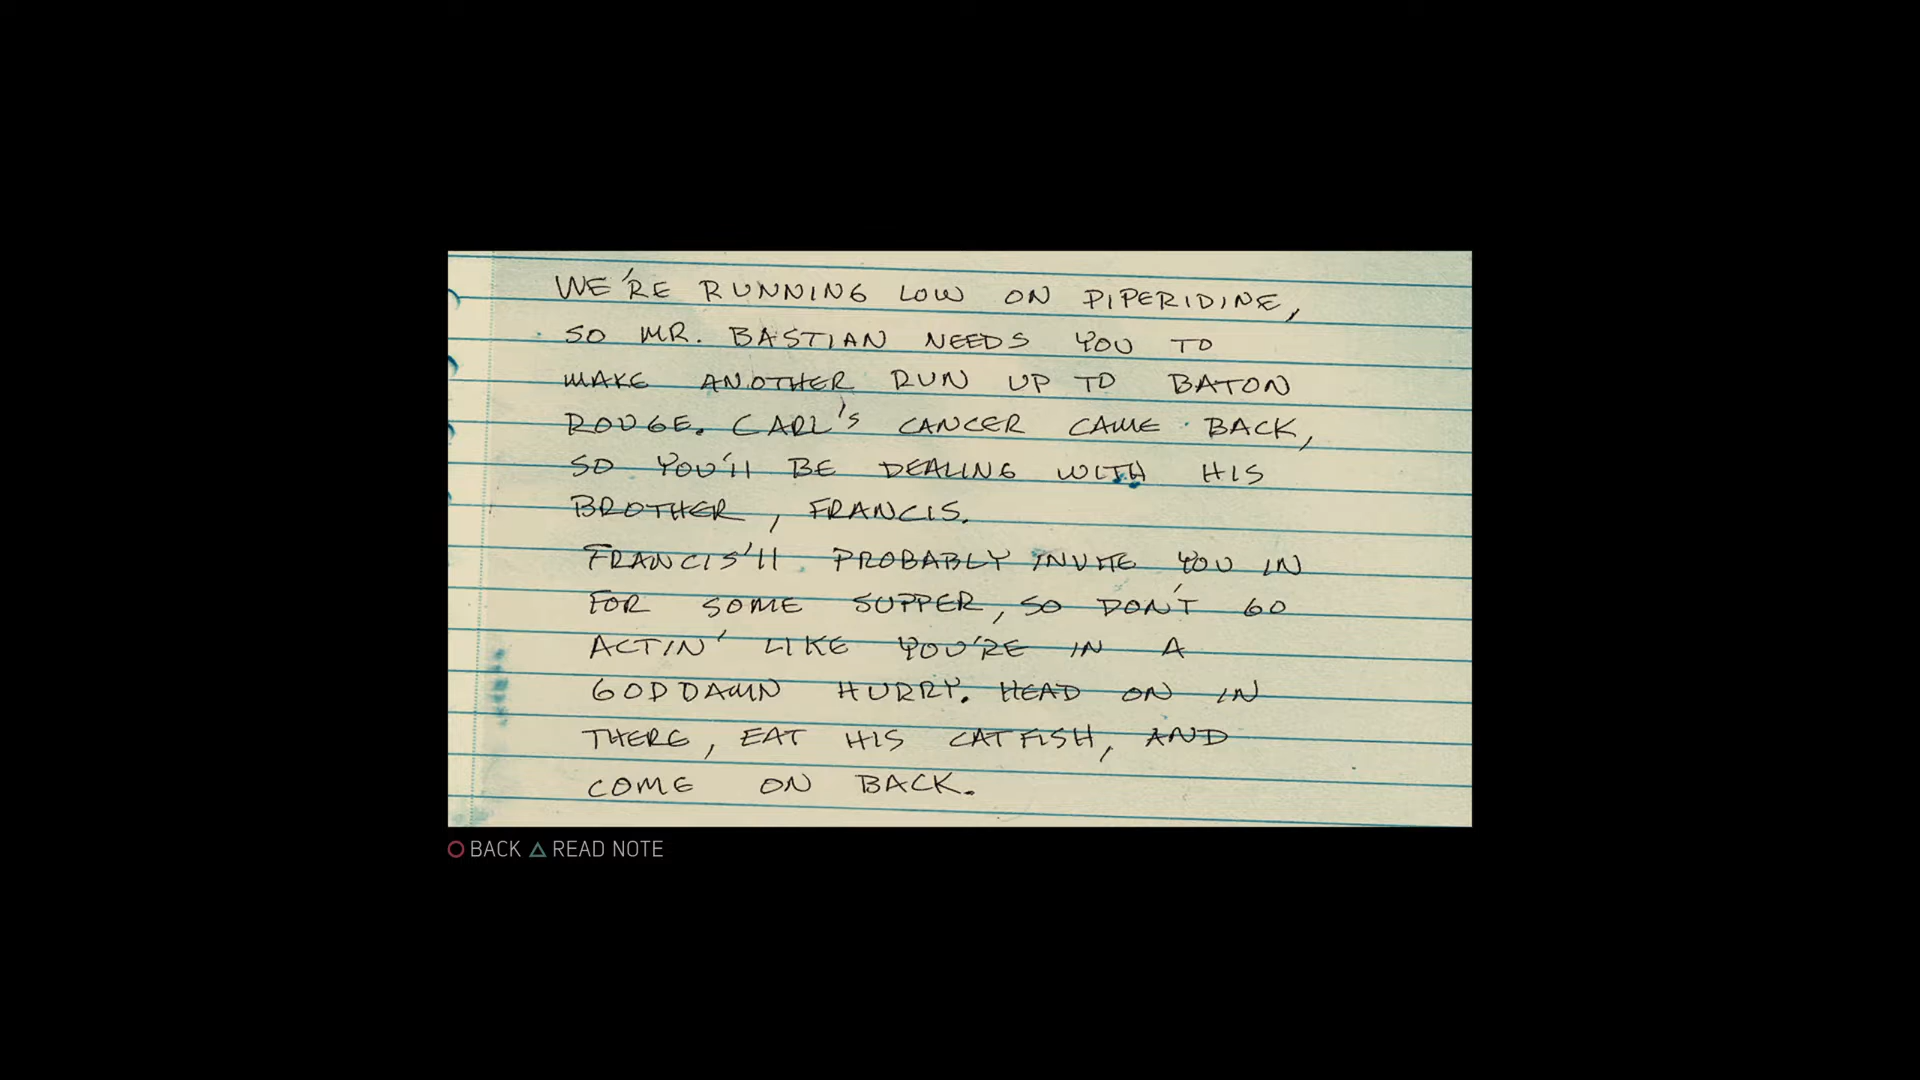 WE'RE RUNNING LOW ON PIPERIDINE,
SO MR. BASTIAN NEEDS YOU TO
MAKE ANOTHER RUN UP TO BATON
ROUGE. CARL'S CANCER CAME BACK,
SO YOU'll BE DEALING WITH HIS
BROTHER, FRANCIS.
FRANCIS'll PROBABLY INVITE YOU IN
FOR SOME SUPPER, SO DON'T GO
ACTIN' LIKE YOU'RE IN A
GODDAMN HURRY. HEAD ON IN
THERE, EAT HIS CATFISH, AND
COME ON BACK.
BACK READ NOTE